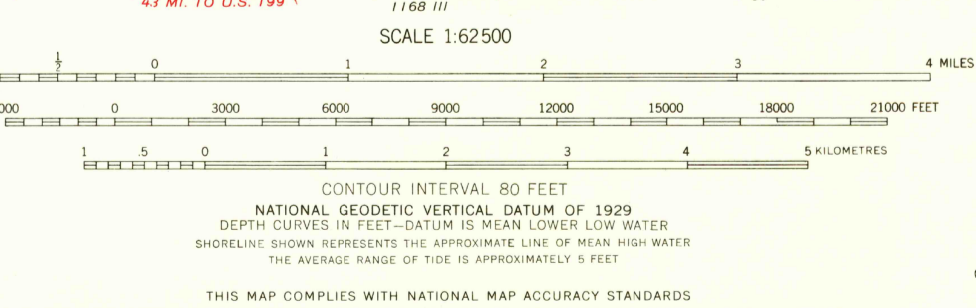 4.3 MI. TO U.S. 199
1168 III
SCALE 1:62500
1/2 0 1 2 3 4 MILES
0 3000 6000 9000 12000 15000 18000 21000 FEET
1 .5 0 1 2 3 4 5 KILOMETRES
CONTOUR INTERVAL 80 FEET
NATIONAL GEODETIC VERTICAL DATUM OF 1929
DEPTH CURVES IN FEET—DATUM IS MEAN LOWER LOW WATER
SHORELINE SHOWN REPRESENTS THE APPROXIMATE LINE OF MEAN HIGH WATER
THE AVERAGE RANGE OF TIDE IS APPROXIMATELY 5 FEET
THIS MAP COMPLIES WITH NATIONAL MAP ACCURACY STANDARDS